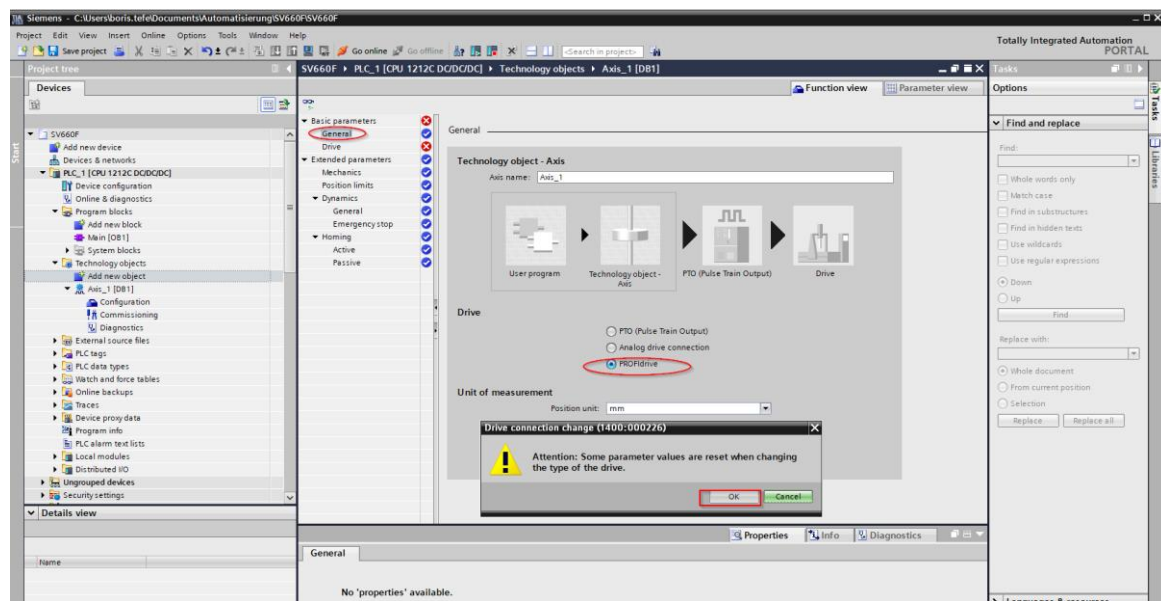 Siemens - C:\Users\boris.tefe\Documents\Automatisierung\SV660F\SV660F
Project Edit View Insert Online Options Tools Window Help
Totally Integrated Automation
PORTAL
Save project
Go online
Go offline
<Search in project>
Project tree
Devices
SV660F
Add new device
Devices & networks
PLC_1 [CPU 1212C DC/DC/DC]
Device configuration
Online & diagnostics
Program blocks
Add new block
Main [OB1]
System blocks
Technology objects
Add new object
Axis_1 [DB1]
Configuration
Commissioning
Diagnostics
External source files
PLC tags
PLC data types
Watch and force tables
Online backups
Traces
Device proxy data
Program info
PLC alarm text lists
Local modules
Distributed I/O
Ungrouped devices
Security settings
Details view
Name
Start
SV660F PLC_1 [CPU 1212C DC/DC/DC] Technology objects Axis_1 [DB1]
Function view
Parameter view
Basic parameters
General
Drive
Extended parameters
Mechanics
Position limits
Dynamics
General
Emergency stop
Homing
Active
Passive
General
Technology object - Axis
Axis name: Axis_1
User program
Technology object -
Axis
PTO (Pulse Train Output)
Drive
Drive
PTO (Pulse Train Output)
Analog drive connection
PROFIdrive
Unit of measurement
Position unit: mm
Drive connection change (1400:000226)
Attention: Some parameter values are reset when changing
the type of the drive.
OK
Cancel
Properties
Info
Diagnostics
General
No 'properties' available.
Tasks
Options
Find and replace
Find:
Whole words only
Match case
Find in substructures
Find in hidden texts
Use wildcards
Use regular expressions
Down
Up
Find
Replace with:
Whole document
From current position
Selection
Replace
Replace all
Languages & resources
Tasks
Libraries